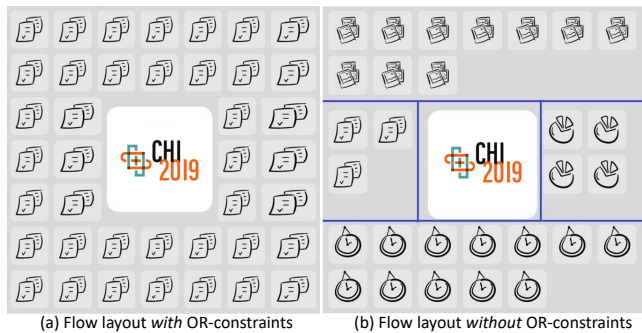 CHI
2019
CHI
2019
(a) Flow layout with OR-constraints
(b) Flow layout without OR-constraints